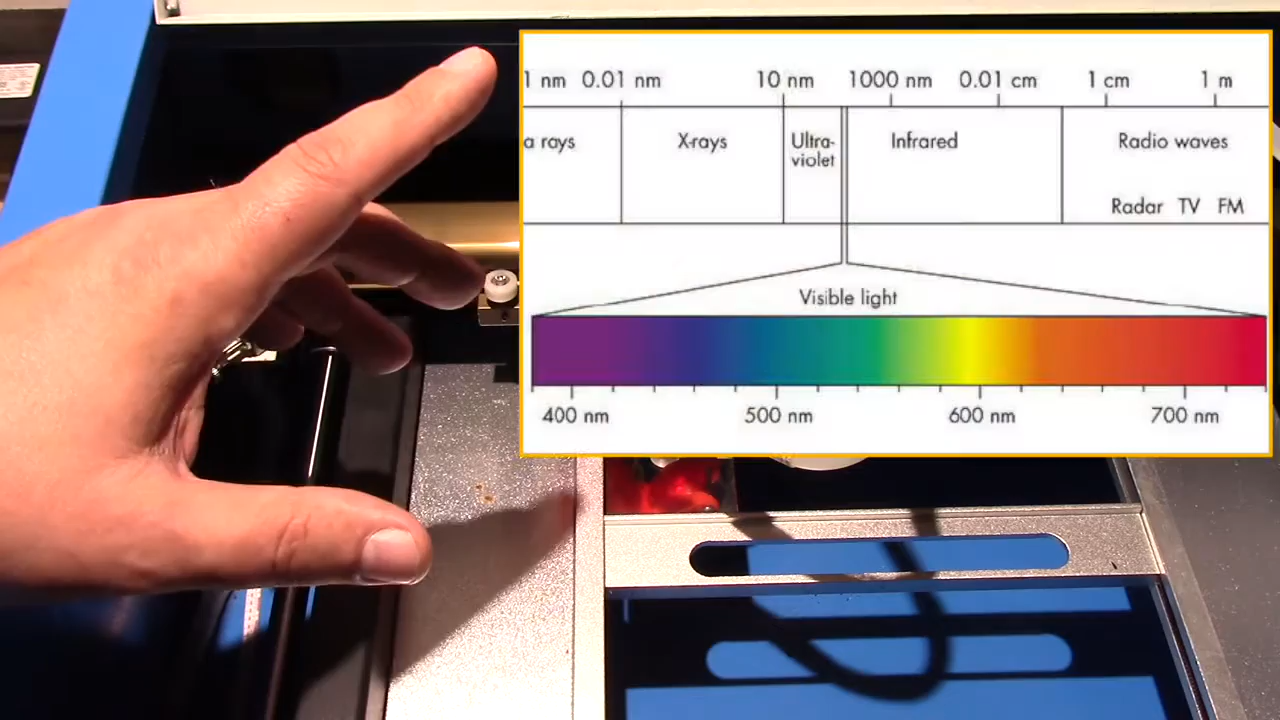 1 nm 0.01 nm 10 nm 1000 nm 0.01 cm 1 cm 1 m
a rays X-rays Ultra-violet Infrared Radio waves
Radar TV FM
Visible light
400 nm 500 nm 600 nm 700 nm